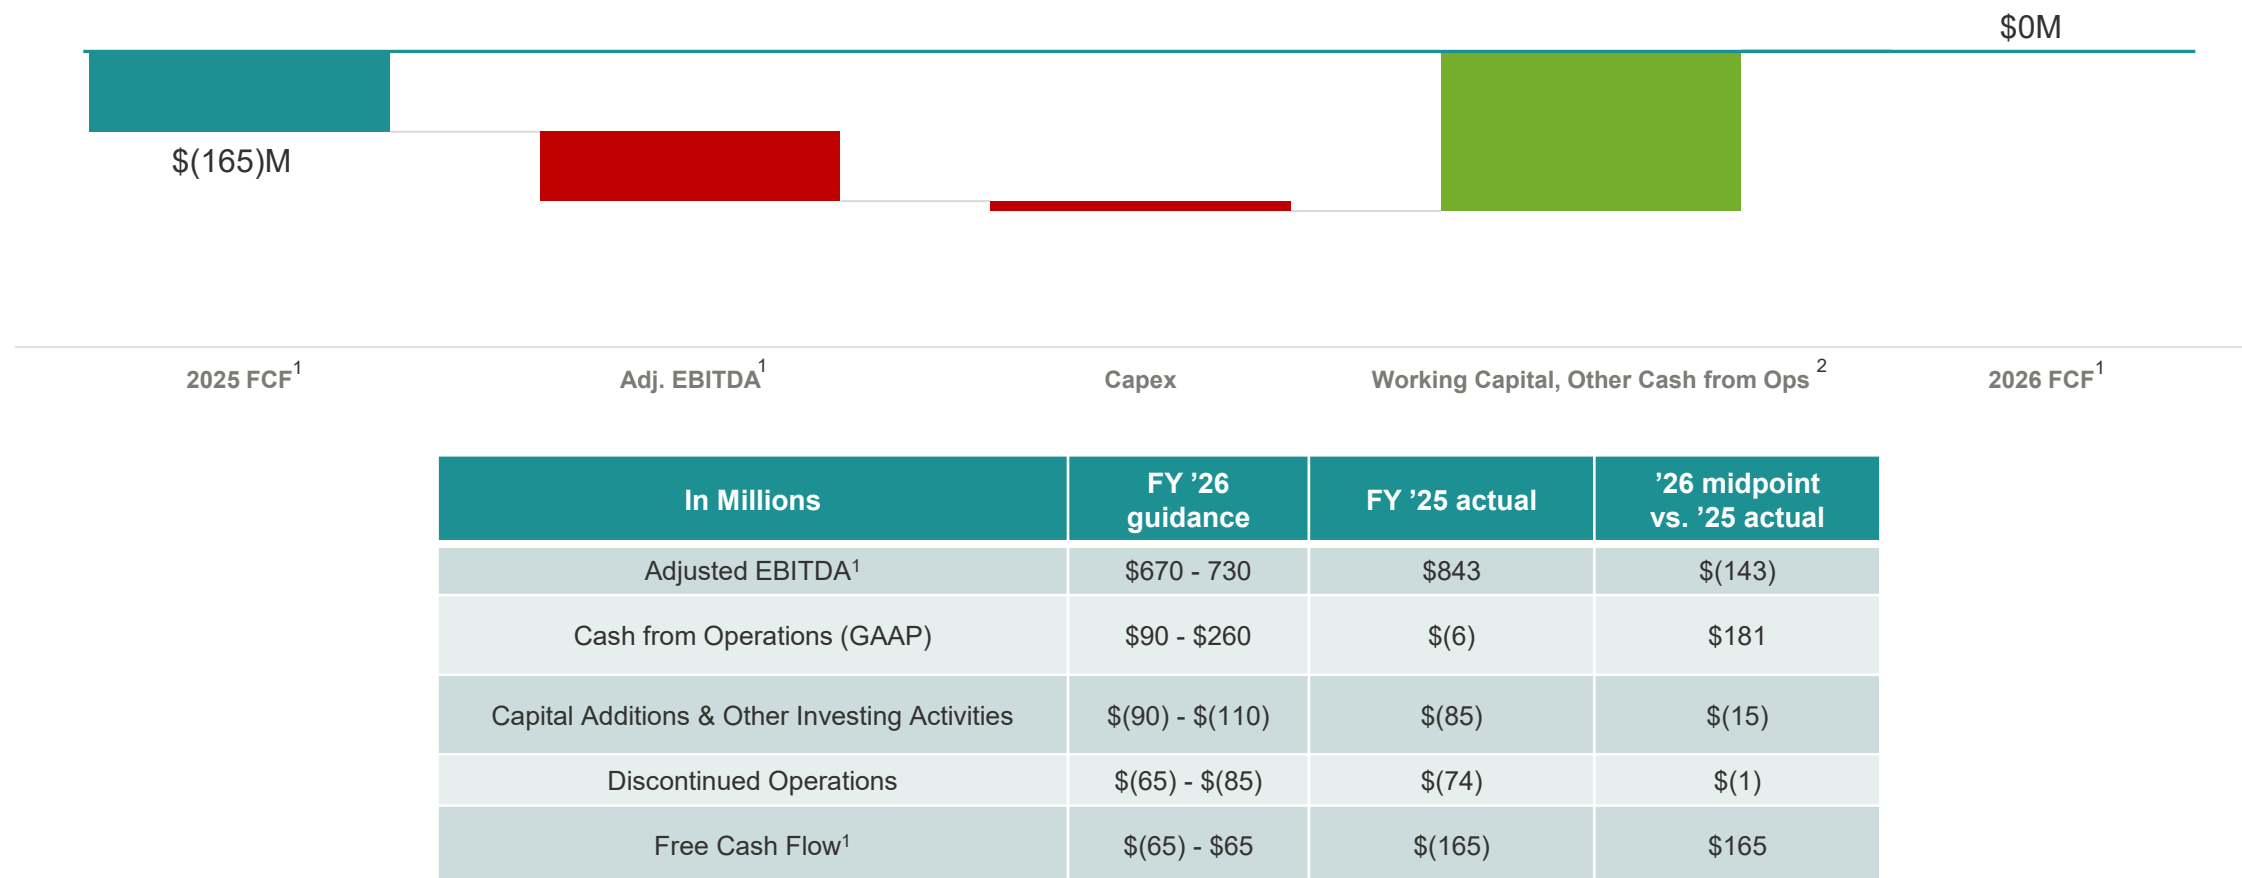 $0M
$(165)M
2025 FCF1 Adj. EBITDA1 Capex Working Capital, Other Cash from Ops 2 2026 FCF1
In Millions FY ’26 guidance FY ’25 actual ’26 midpoint vs. ’25 actual
Adjusted EBITDA1 $670 - 730 $843 $(143)
Cash from Operations (GAAP) $90 - $260 $(6) $181
Capital Additions & Other Investing Activities $(90) - $(110) $(85) $(15)
Discontinued Operations $(65) - $(85) $(74) $(1)
Free Cash Flow1 $(65) - $65 $(165) $165